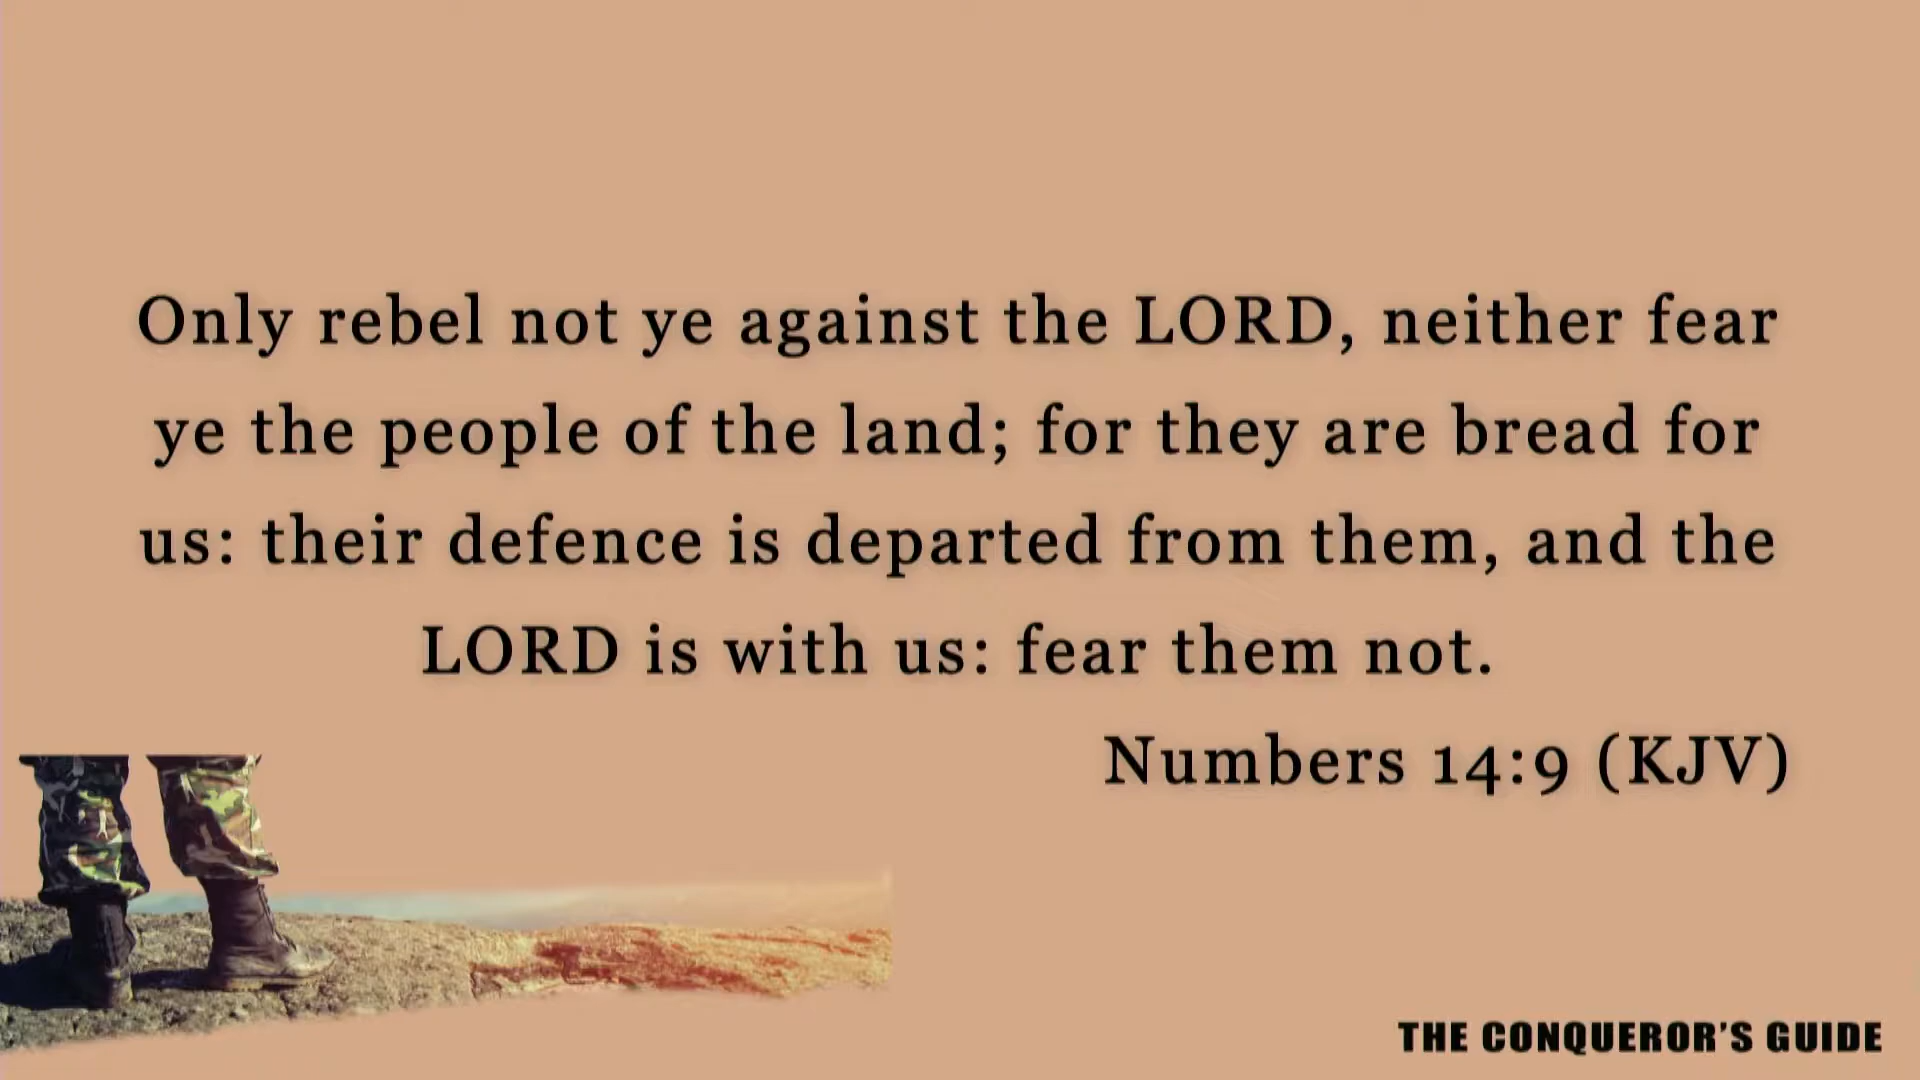 Only rebel not ye against the LORD, neither fear
ye the people of the land; for they are bread for
us: their defence is departed from them, and the
LORD is with us: fear them not.
Numbers 14:9 (KJV)
THE CONQUEROR'S GUIDE